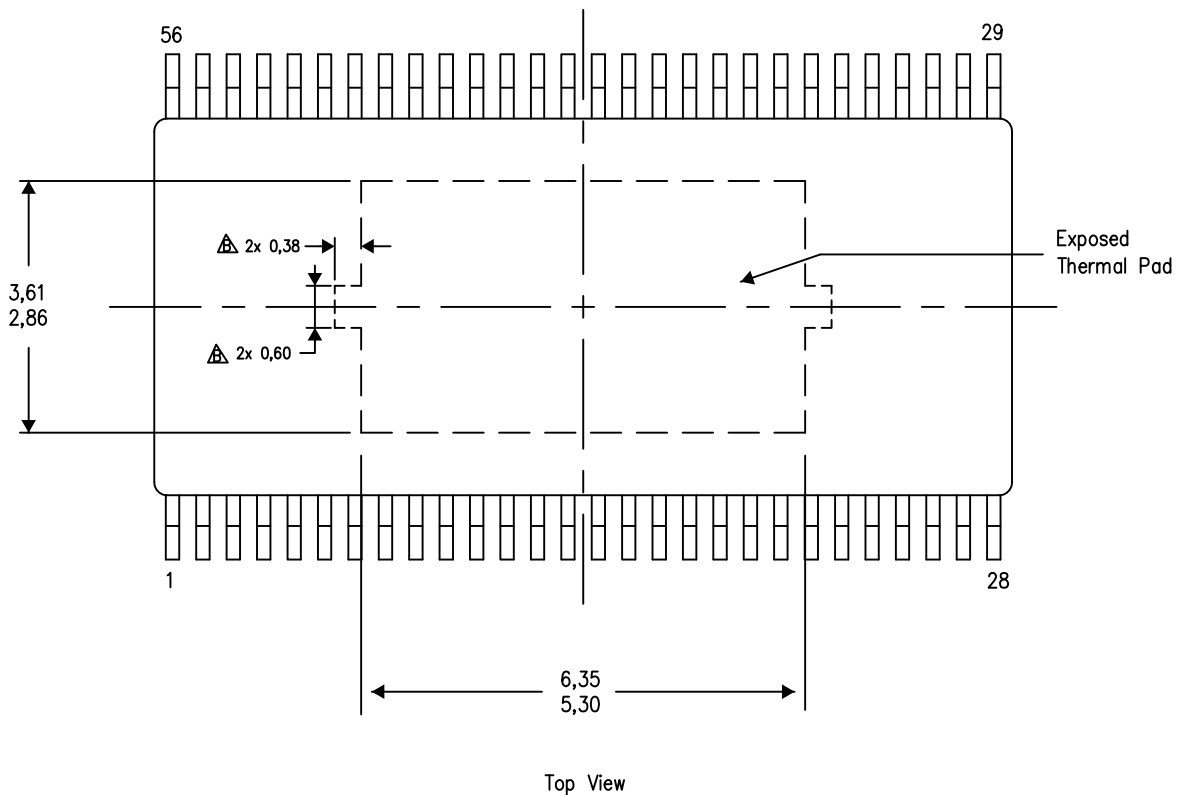 56
29
B 2x 0,38
Exposed
Thermal Pad
3,61
2,86
B 2x 0,60
1
28
6,35
5,30
Top View